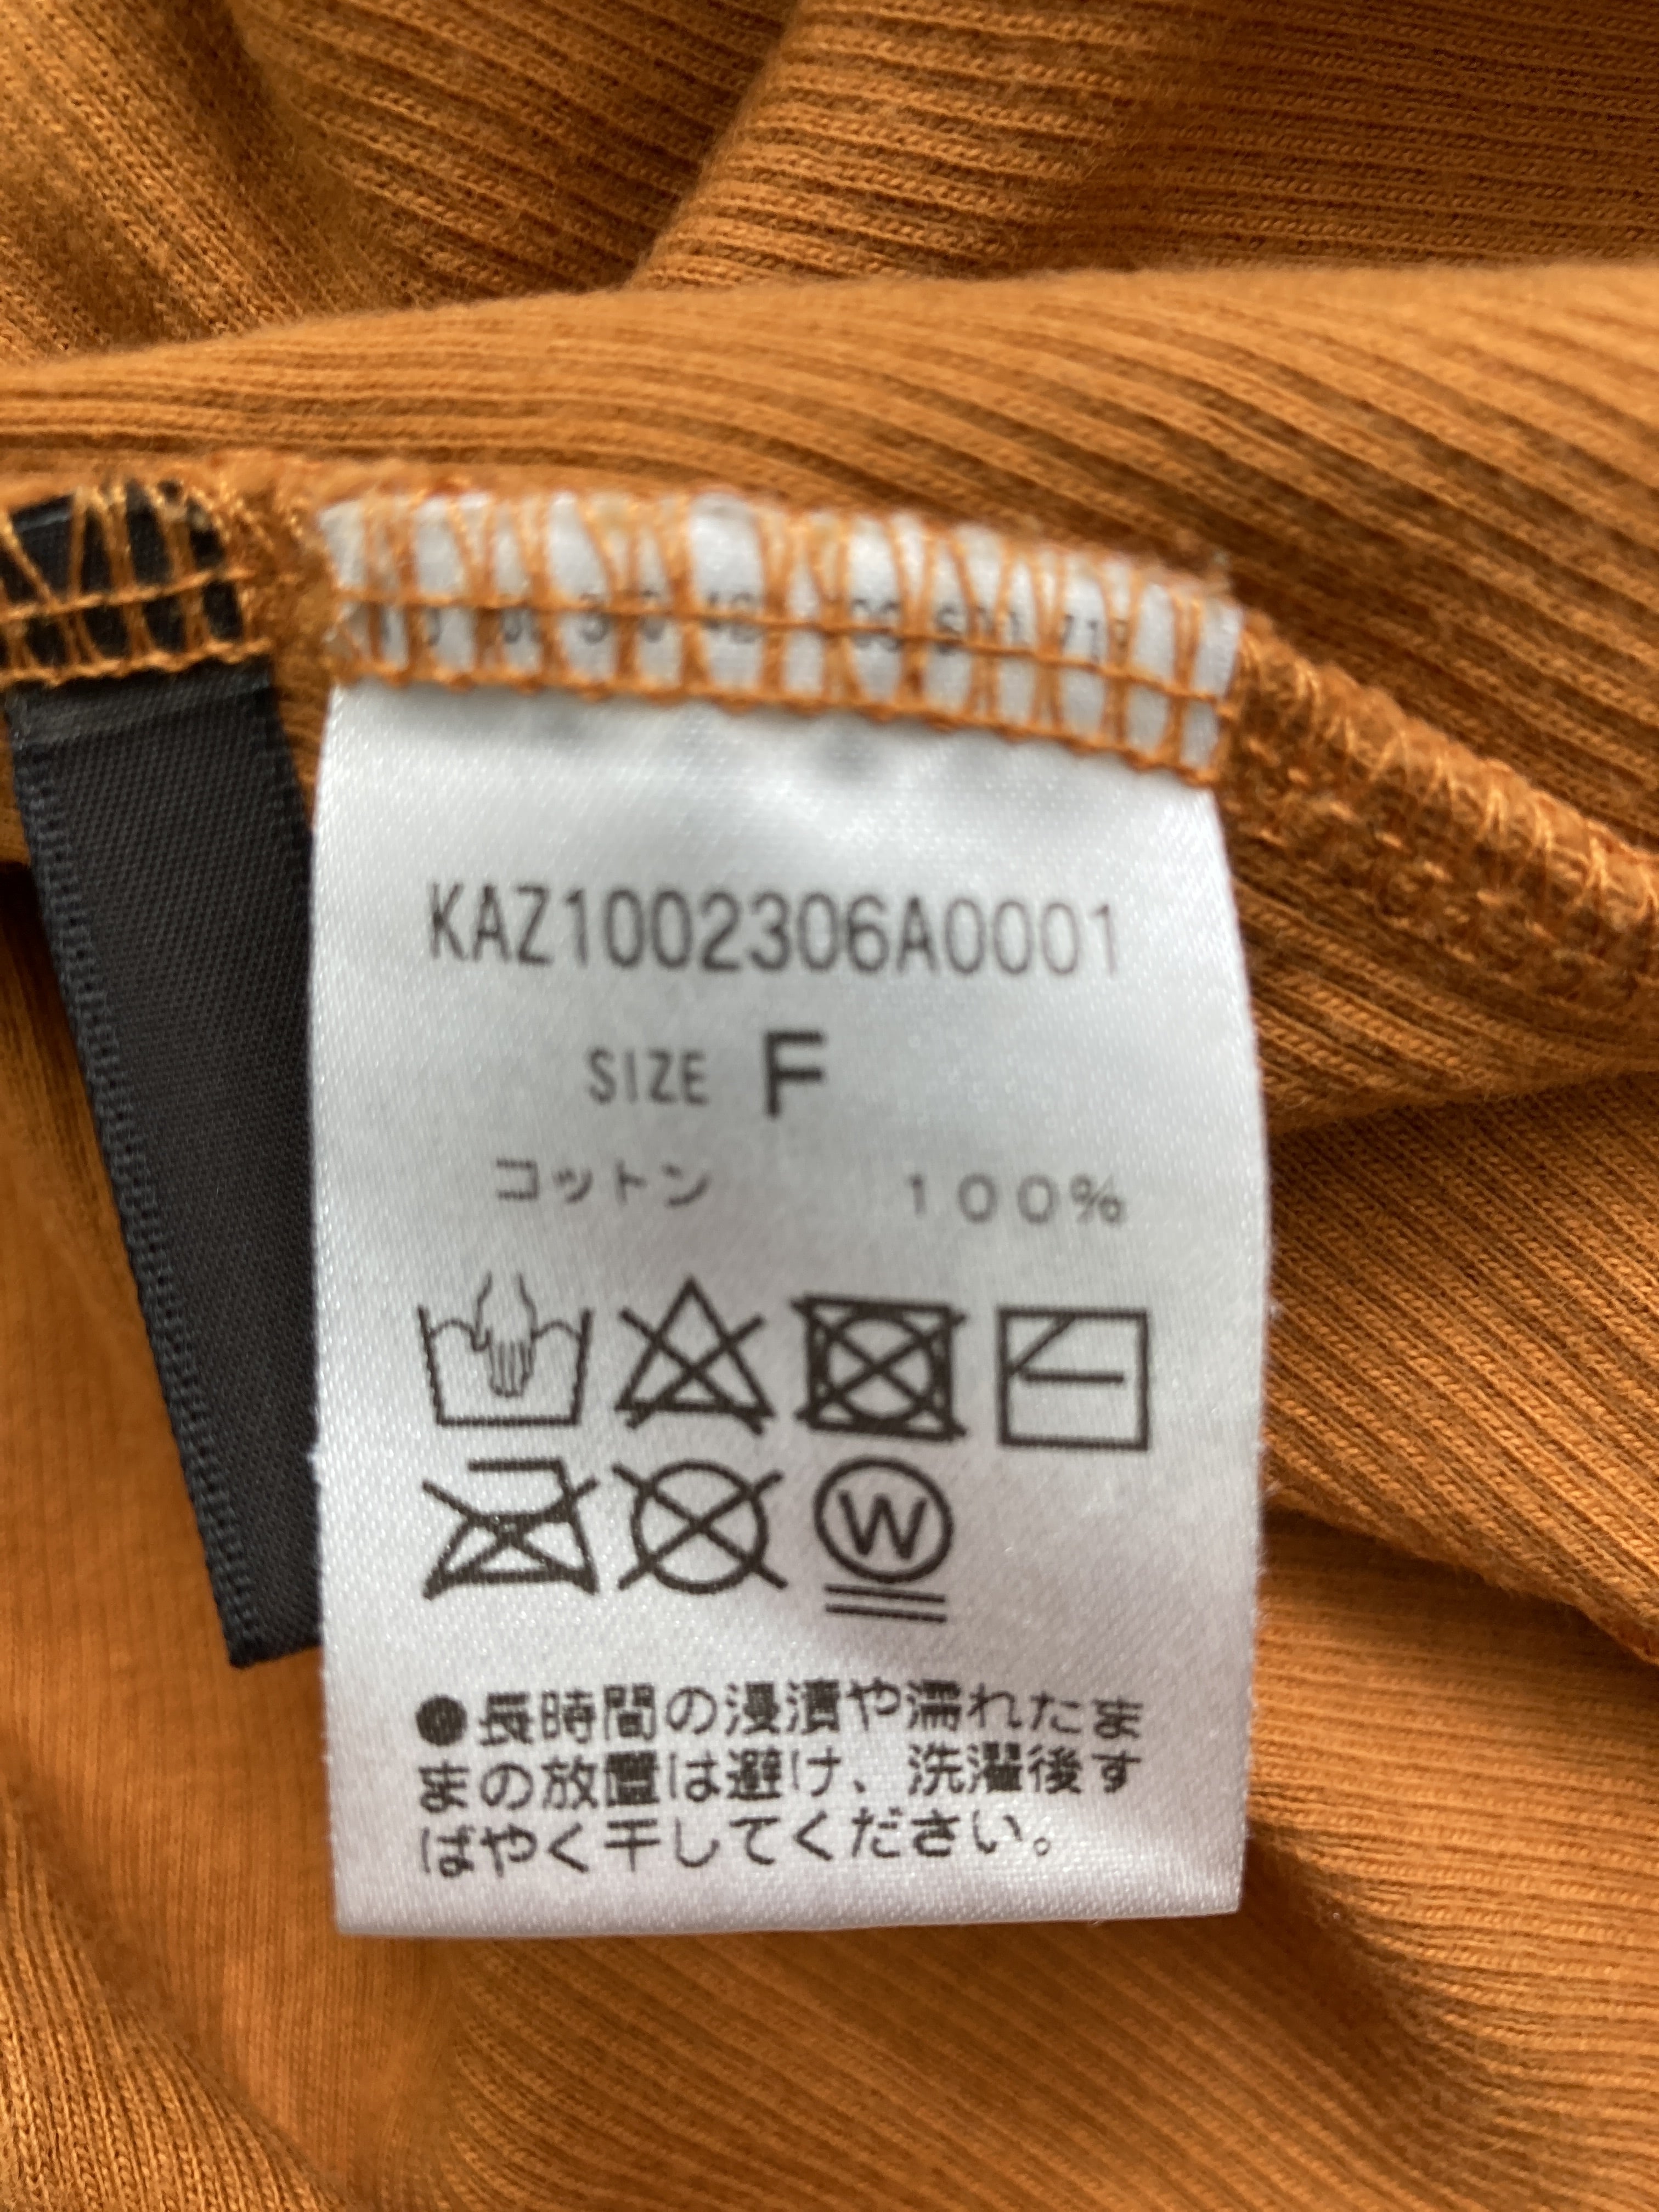 KAZ1002306A0001
SIZE F
コットン 100%
W
●長時間の浸漬や濡れたま
まの放置は避け、洗濯後す
ばやく干してください。